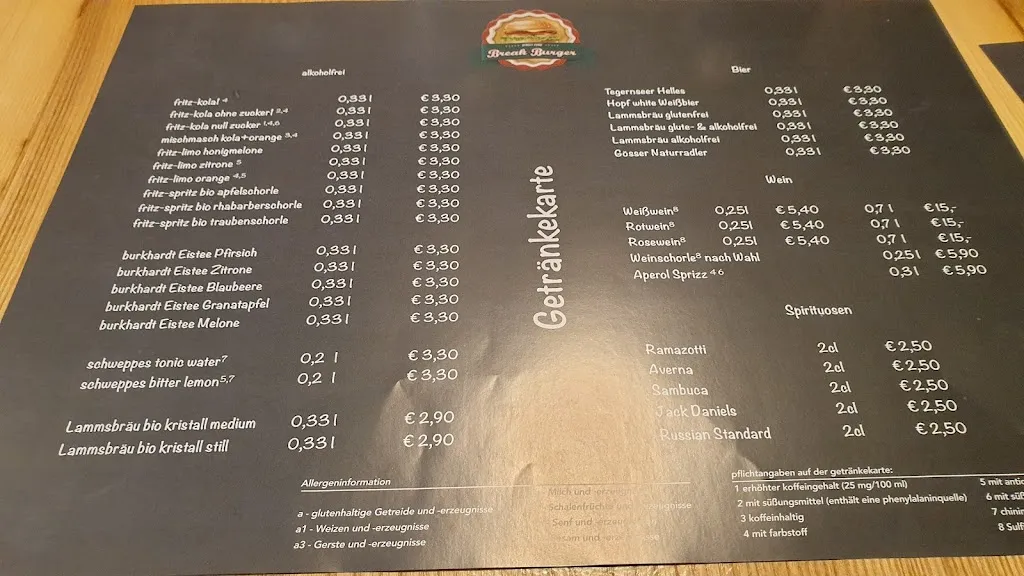 Break Burger
alkoholfrei
fritz-kola! 4 0,33 l € 3,30
fritz-kola ohne zucker! 2,4 0,33 l € 3,30
fritz-kola null zucker 1,4,6 0,33 l € 3,30
mischmasch kola+orange 3,4 0,33 l € 3,30
fritz-limo honigmelone 0,33 l € 3,30
fritz-limo zitrone 5 0,33 l € 3,30
fritz-limo orange 4,5 0,33 l € 3,30
fritz-spritz bio apfelschorle 0,33 l € 3,30
fritz-spritz bio rhabarberschorle 0,33 l € 3,30
fritz-spritz bio traubenschorle 0,33 l € 3,30
burkhardt Eistee Pfirsich 0,33 l € 3,30
burkhardt Eistee Zitrone 0,33 l € 3,30
burkhardt Eistee Blaubeere 0,33 l € 3,30
burkhardt Eistee Granatapfel 0,33 l € 3,30
burkhardt Eistee Melone 0,33 l € 3,30
schweppes tonic water 7 0,2 l € 3,30
schweppes bitter lemon 5,7 0,2 l € 3,30
Lammsbräu bio kristall medium 0,33 l € 2,90
Lammsbräu bio kristall still 0,33 l € 2,90
Getränkekarte
Bier
Tegernseer Helles 0,33 l € 3,30
Hopf white Weißbier 0,33 l € 3,30
Lammsbräu glutenfrei 0,33 l € 3,30
Lammsbräu glute- & alkoholfrei 0,33 l € 3,30
Lammsbräu alkoholfrei 0,33 l € 3,30
Gösser Naturradler 0,33 l € 3,30
Wein
Weißwein 8 0,25 l € 5,40 0,7 l € 15,-
Rotwein 8 0,25 l € 5,40 0,7 l € 15,-
Rosewein 8 0,25 l € 5,40 0,7 l € 15,-
Weinschorle 8 nach Wahl 0,25 l € 5,90
Aperol Sprizz 4 6 0,3 l € 5,90
Spirituosen
Ramazotti 2cl € 2,50
Averna 2cl € 2,50
Sambuca 2cl € 2,50
Jack Daniels 2cl € 2,50
Russian Standard 2cl € 2,50
Allergeninformation
a - glutenhaltige Getreide und -erzeugnisse
a1 - Weizen und -erzeugnisse
a3 - Gerste und -erzeugnisse
Milch und
Schalenfrüchte
Senf und
und
pflichtangaben auf der getränkekarte:
1 erhöhter koffeingehalt (25 mg/100 ml)
2 mit süßungsmittel (enthält eine phenylalaninquelle)
3 koffeinhaltig
4 mit farbstoff
5 mit
6 mit
7
8